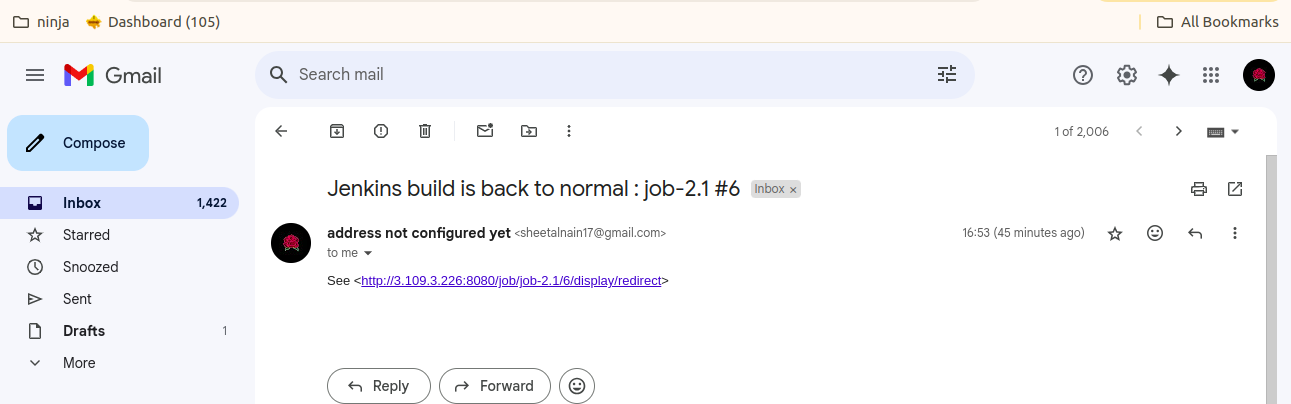 ninja Dashboard (105) All Bookmarks
Gmail Search mail
Compose 1 of 2,006
Jenkins build is back to normal : job-2.1 #6 Inbox ×
Inbox 1,422
address not configured yet <sheetalnain17@gmail.com> 16:53 (45 minutes ago)
Starred
to me
Snoozed
See <http://3.109.3.226:8080/job/job-2.1/6/display/redirect>
Sent
Drafts 1
More
Reply Forward